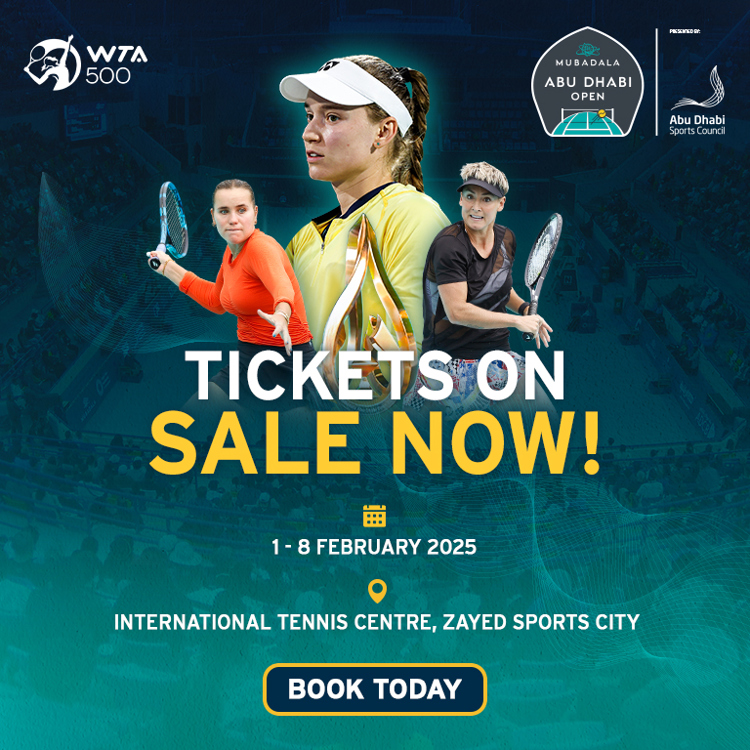 WTA
500
MUBADALA
ABU DHABI
OPEN
PRESENTED BY:
Abu Dhabi
Sports Council
TICKETS ON
SALE NOW!
1 - 8 FEBRUARY 2025
INTERNATIONAL TENNIS CENTRE, ZAYED SPORTS CITY
BOOK TODAY